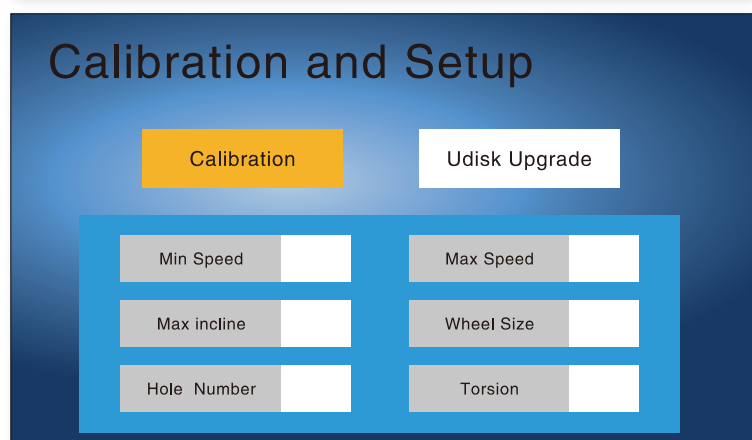 Calibration and Setup
Calibration
Udisk Upgrade
Min Speed
Max Speed
Max incline
Wheel Size
Hole Number
Torsion